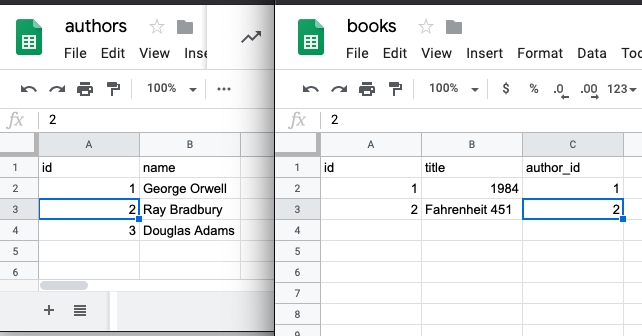 authors
File Edit View Inse
100% ...
fx 2
A B
1 id name
2 1 George Orwell
3 2 Ray Bradbury
4 3 Douglas Adams
5
6
books
File Edit View Insert Format Data Too
100% $ % .0 .00 123
fx 2
A B C
1 id title author_id
2 1 1984 1
3 2 Fahrenheit 451 2
4
5
6
7
8
9